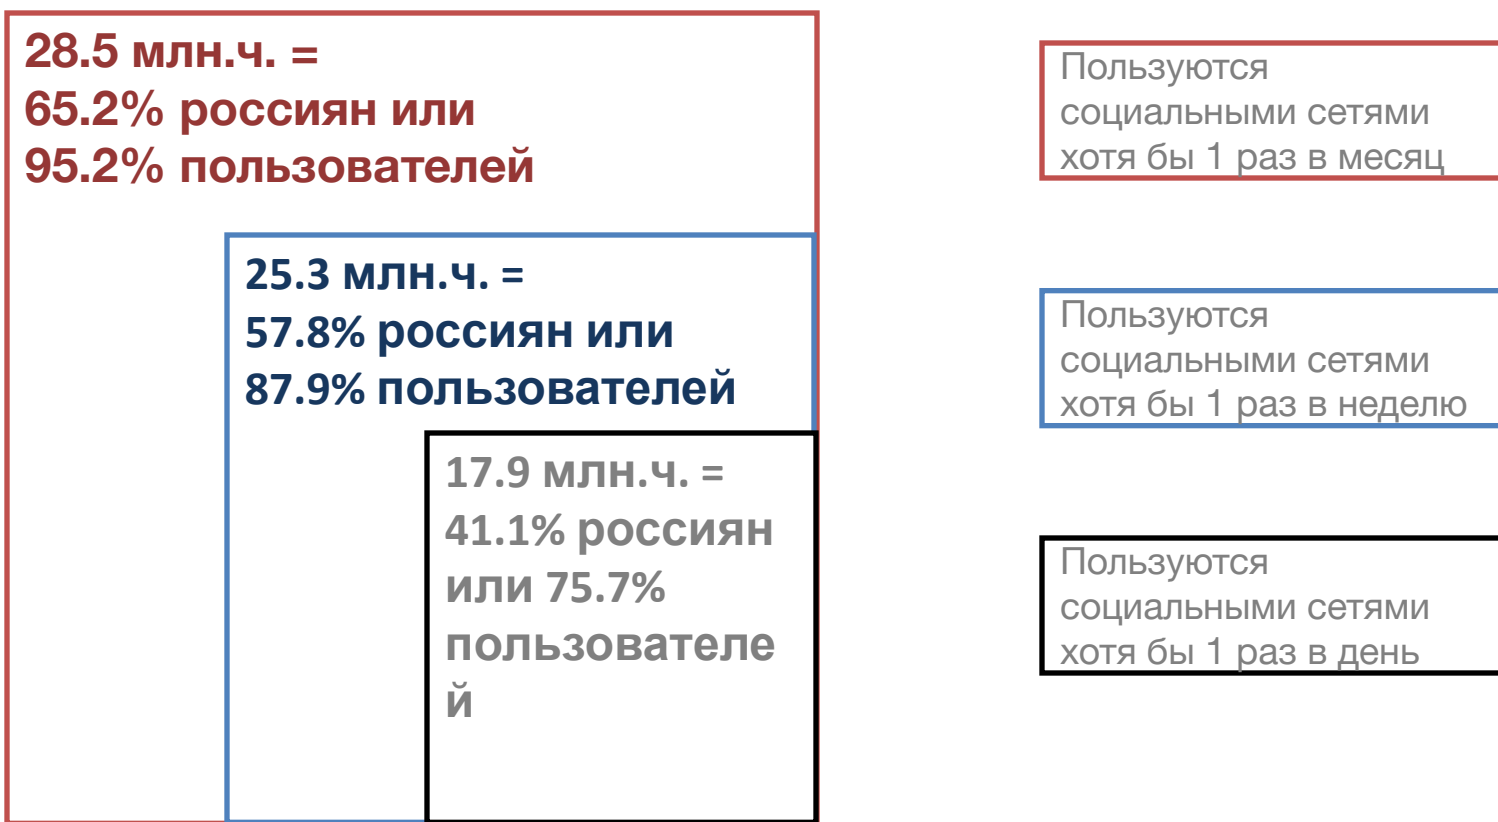 28.5 млн.ч. =
65.2% россиян или
95.2% пользователей
Пользуются
социальными сетями
хотя бы 1 раз в месяц
25.3 млн.ч. =
57.8% россиян или
87.9% пользователей
Пользуются
социальными сетями
хотя бы 1 раз в неделю
17.9 млн.ч. =
41.1% россиян
или 75.7%
пользователе
й
Пользуются
социальными сетями
хотя бы 1 раз в день